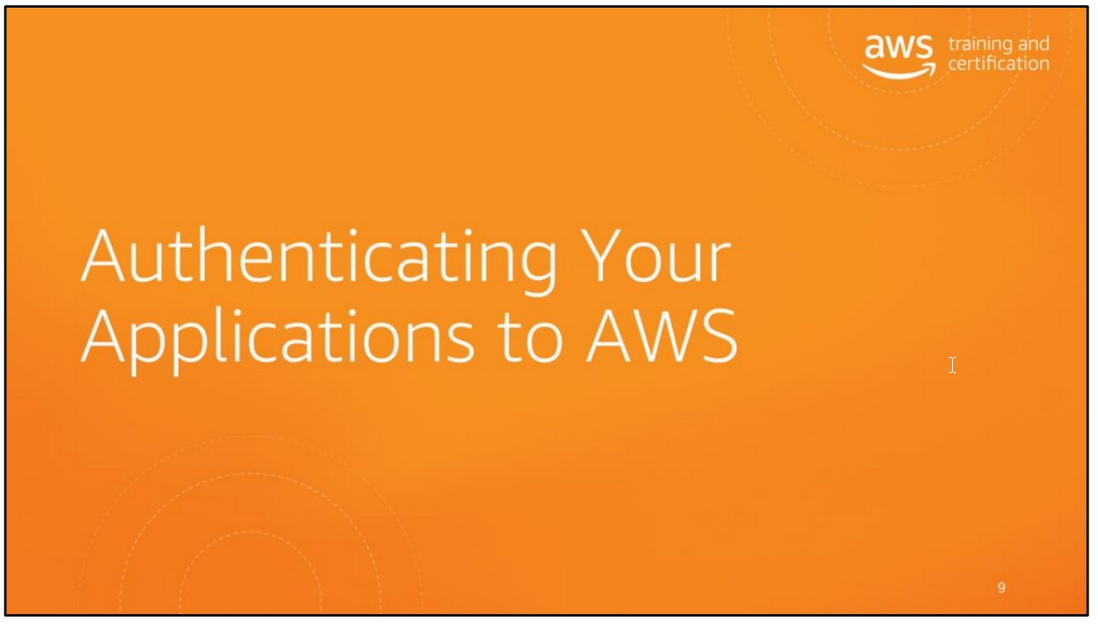 aws training and
certification
Authenticating Your
Applications to AWS
9